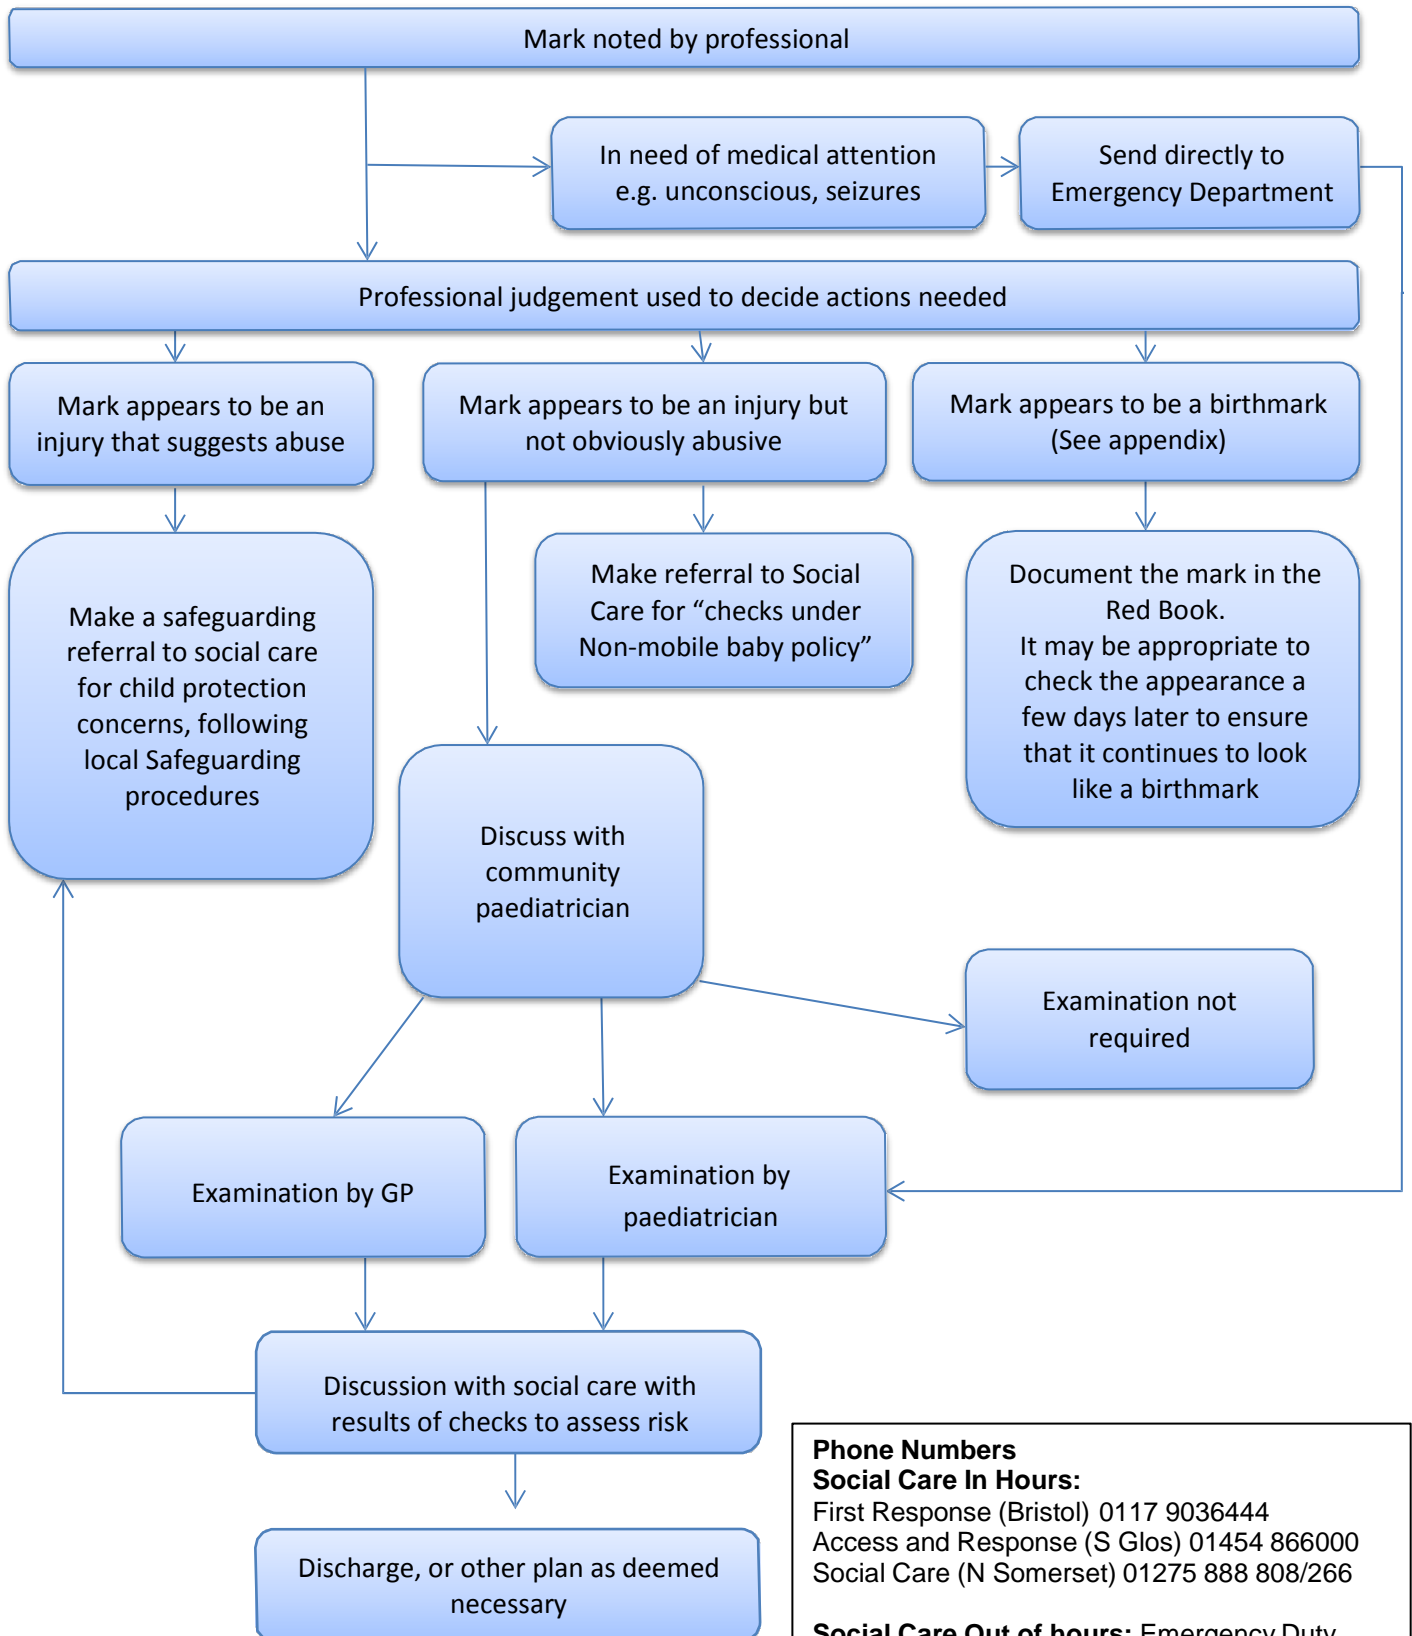 Mark noted by professional
In need of medical attention
e.g. unconscious, seizures
Send directly to
Emergency Department
Professional judgement used to decide actions needed
Mark appears to be an
injury that suggests abuse
Mark appears to be an injury but
not obviously abusive
Mark appears to be a birthmark
(See appendix)
Make a safeguarding
referral to social care
for child protection
concerns, following
local Safeguarding
procedures
Make referral to Social
Care for “checks under
Non-mobile baby policy”
Document the mark in the
Red Book.
It may be appropriate to
check the appearance a
few days later to ensure
that it continues to look
like a birthmark
Discuss with
community
paediatrician
Examination not
required
Examination by GP
Examination by
paediatrician
Discussion with social care with
results of checks to assess risk
Discharge, or other plan as deemed
necessary
Phone Numbers
Social Care In Hours:
First Response (Bristol) 0117 9036444
Access and Response (S Glos) 01454 866000
Social Care (N Somerset) 01275 888 808/266
Social Care Out of hours: Emergency Duty